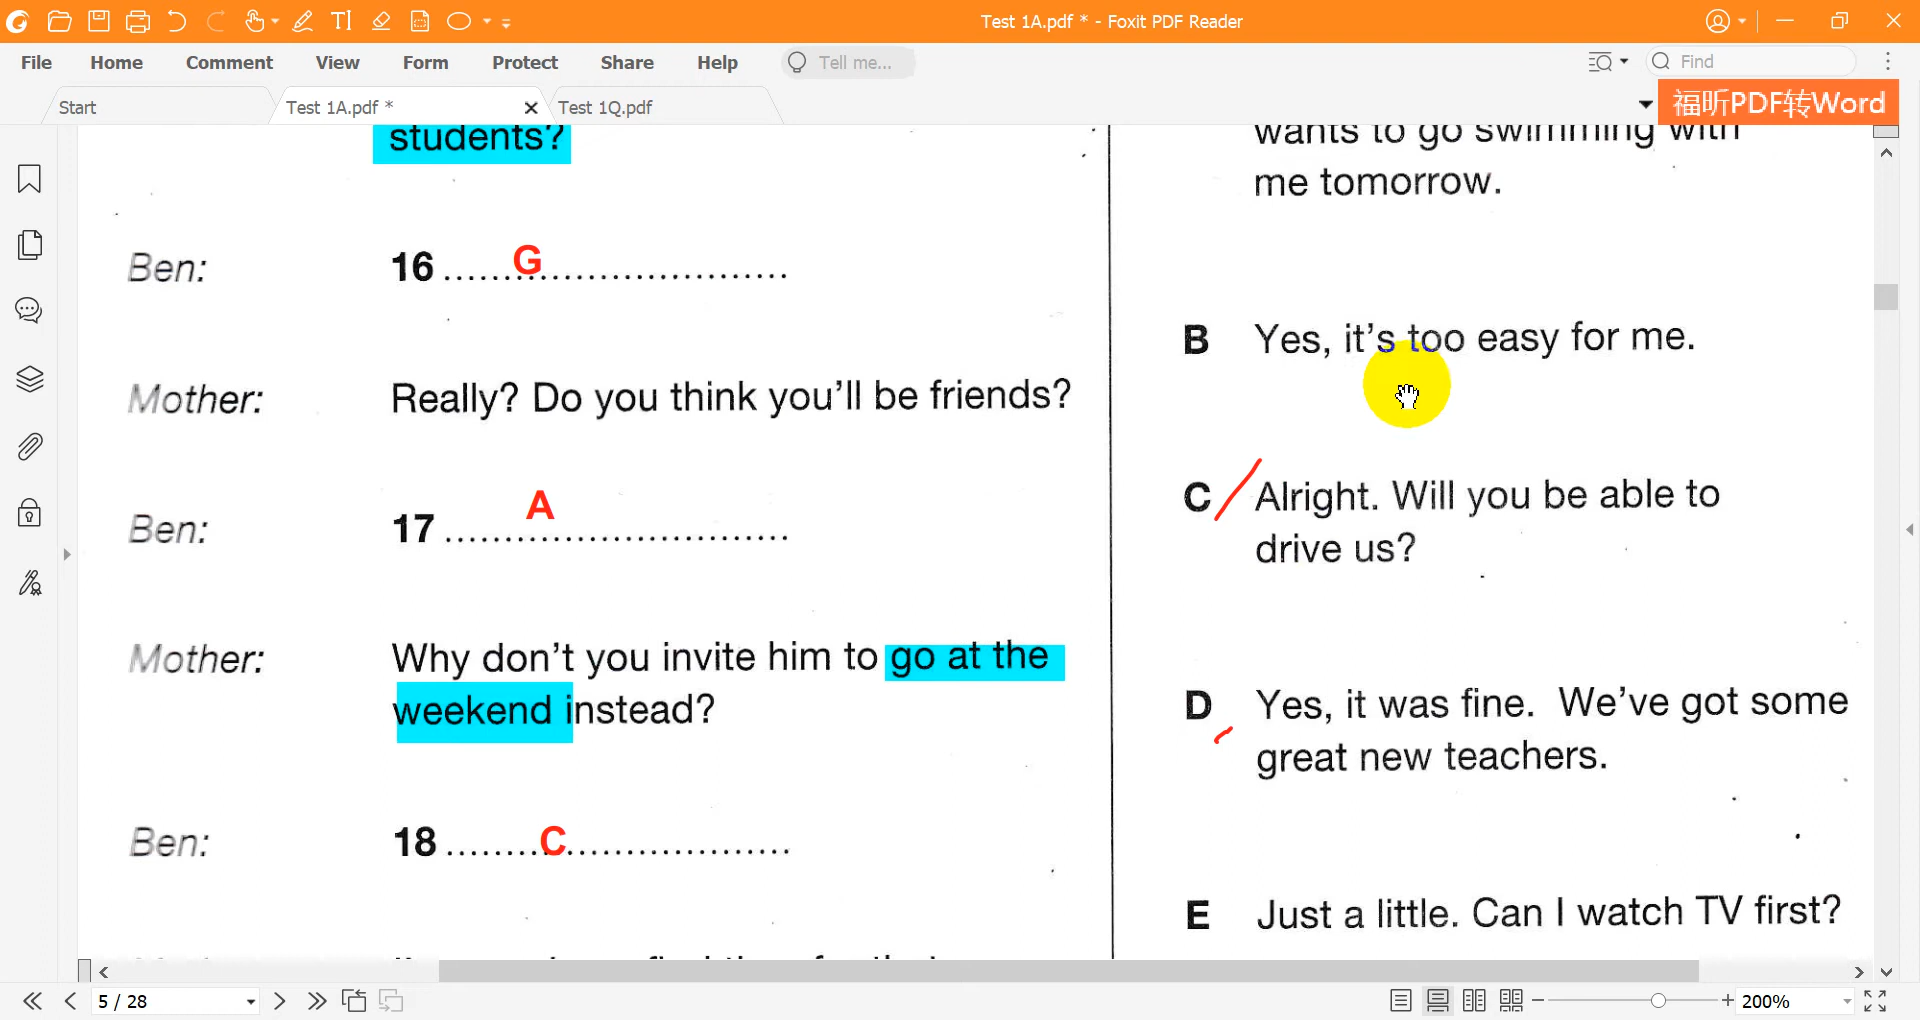 Test 1A.pdf * - Foxit PDF Reader
File Home Comment View Form Protect Share Help Tell me... Find
Start Test 1A.pdf * Test 1Q.pdf 福昕PDF转Word
students?
Ben: 16 ...... G ..............................
Mother: Really? Do you think you'll be friends?
Ben: 17 A ..............................
Mother: Why don't you invite him to go at the
weekend instead?
Ben: 18 ......... C ..............................
wants to go swimming with
me tomorrow.
B Yes, it's too easy for me.
C Alright. Will you be able to
drive us?
D Yes, it was fine. We've got some
great new teachers.
E Just a little. Can I watch TV first?
5 / 28 200%